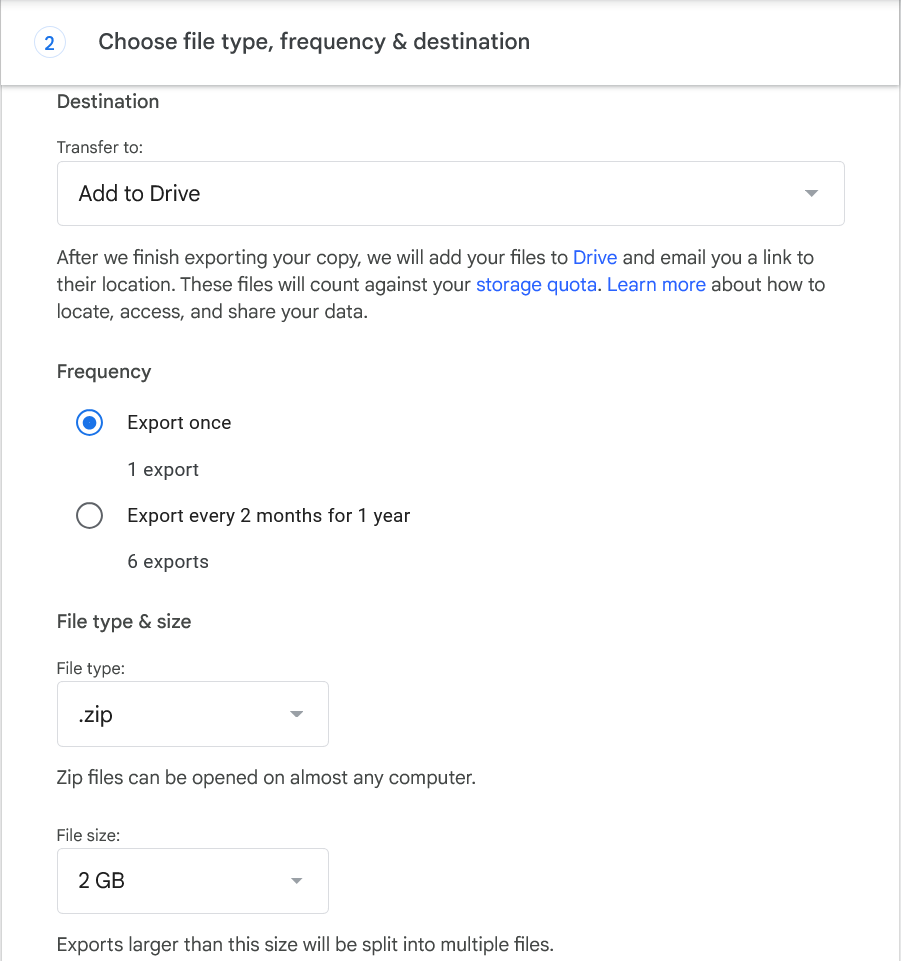 2
Choose file type, frequency & destination
Destination
Transfer to:
Add to Drive
After we finish exporting your copy, we will add your files to Drive and email you a link to
their location. These files will count against your storage quota. Learn more about how to
locate, access, and share your data.
Frequency
Export once
1 export
Export every 2 months for 1 year
6 exports
File type & size
File type:
.zip
Zip files can be opened on almost any computer.
File size:
2 GB
Exports larger than this size will be split into multiple files.